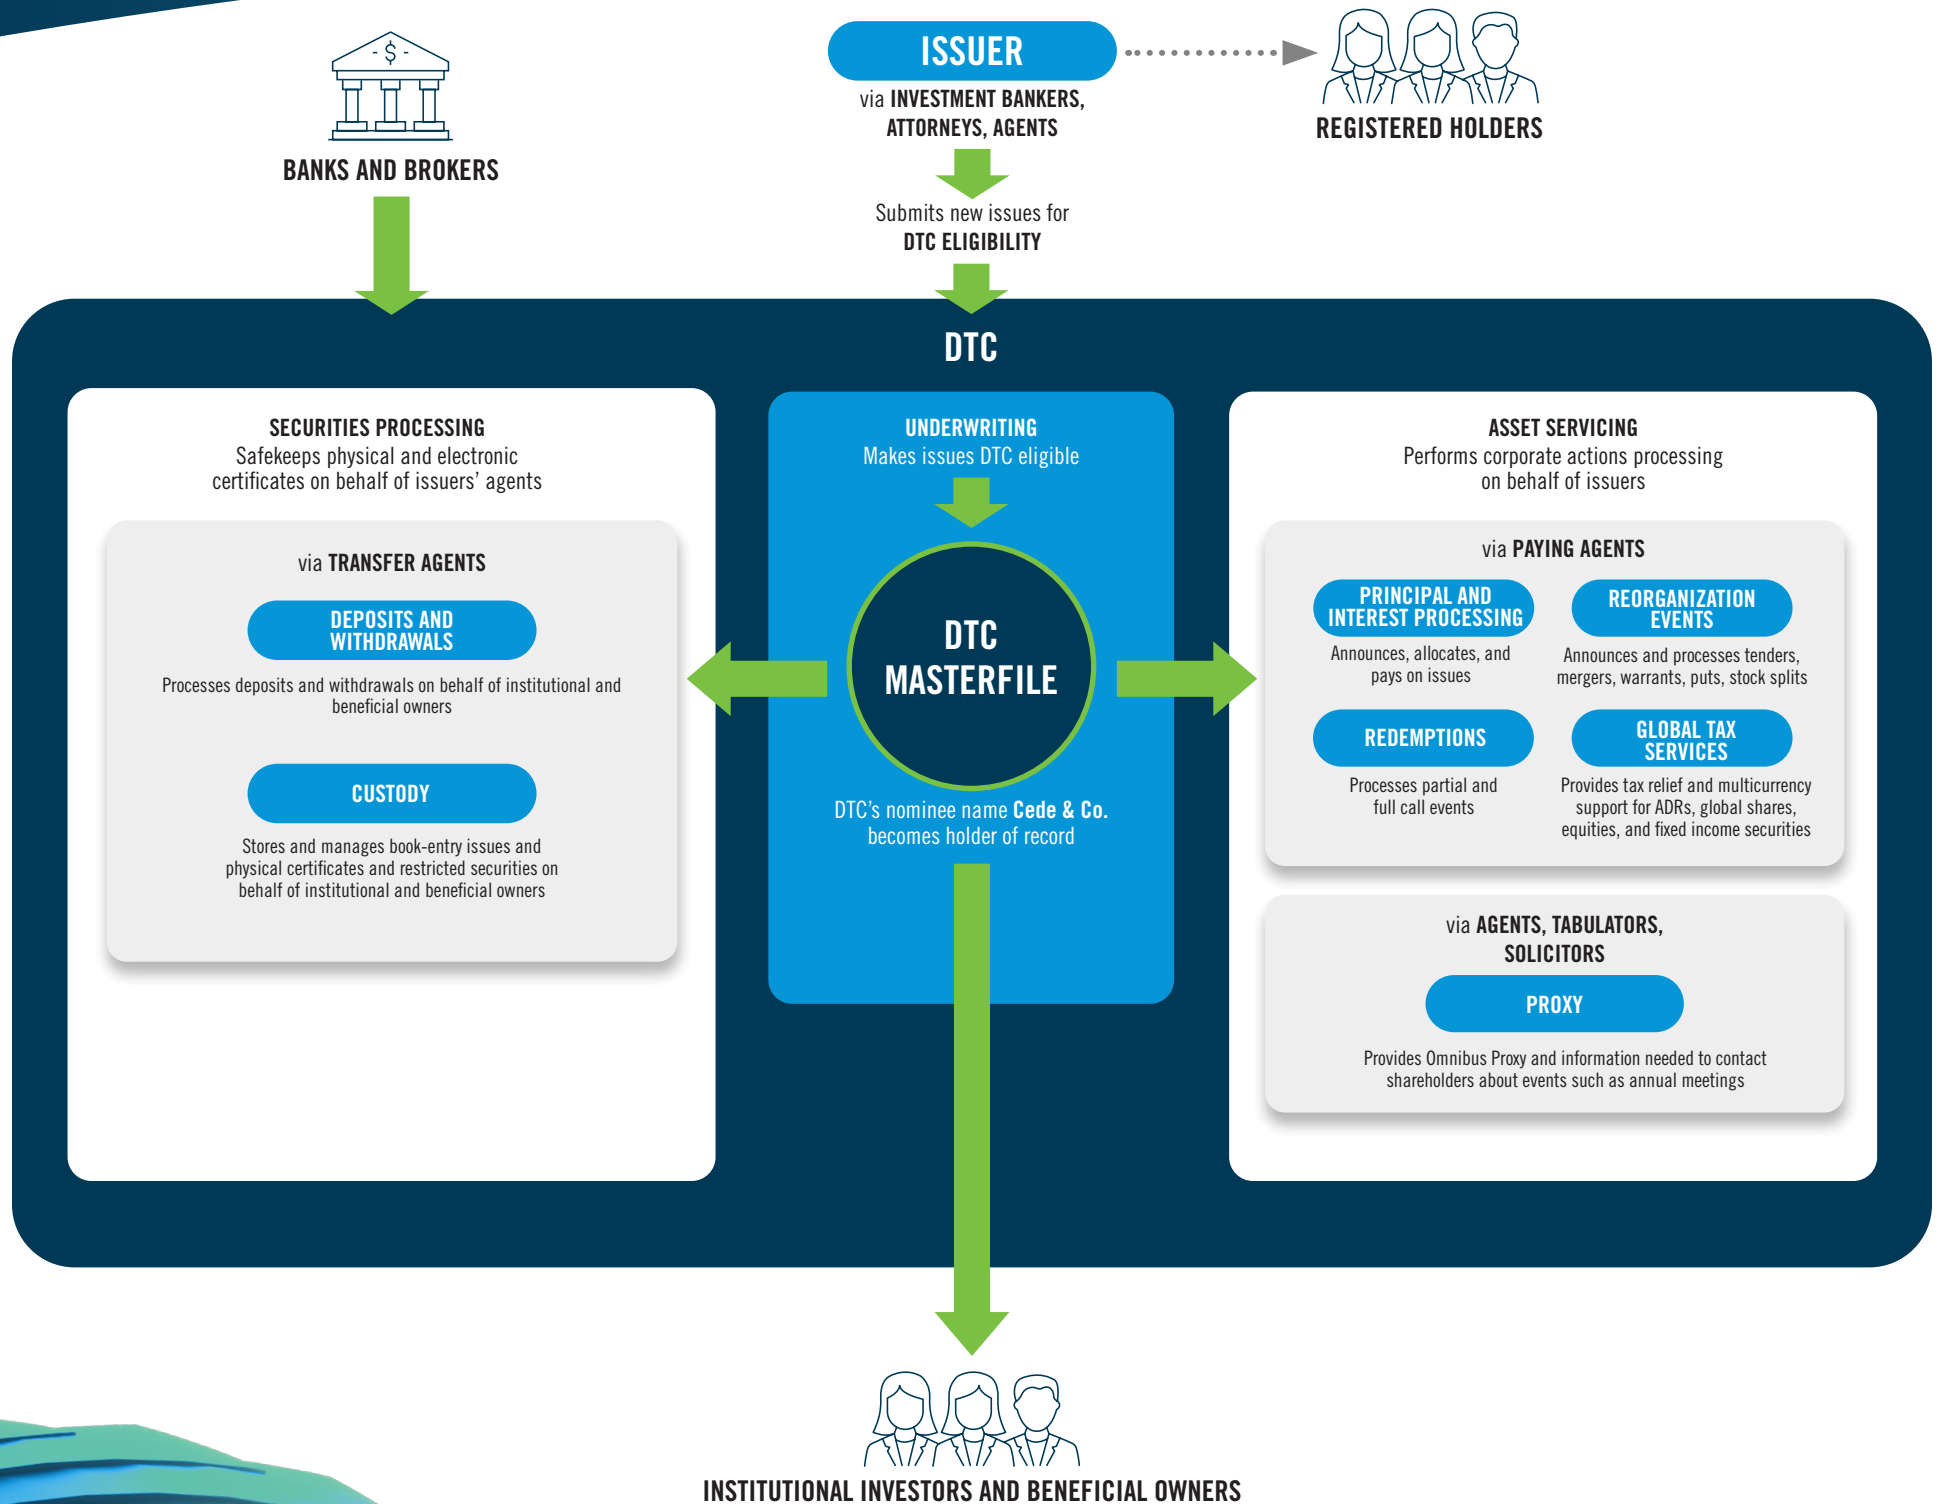 - $ -
BANKS AND BROKERS
ISSUER
via INVESTMENT BANKERS,
ATTORNEYS, AGENTS
REGISTERED HOLDERS
Submits new issues for
DTC ELIGIBILITY
DTC
SECURITIES PROCESSING
Safekeeps physical and electronic
certificates on behalf of issuers’ agents
via TRANSFER AGENTS
DEPOSITS AND
WITHDRAWALS
Processes deposits and withdrawals on behalf of institutional and
beneficial owners
CUSTODY
Stores and manages book-entry issues and
physical certificates and restricted securities on
behalf of institutional and beneficial owners
UNDERWRITING
Makes issues DTC eligible
DTC
MASTERFILE
DTC’s nominee name Cede & Co.
becomes holder of record
ASSET SERVICING
Performs corporate actions processing
on behalf of issuers
via PAYING AGENTS
PRINCIPAL AND
INTEREST PROCESSING
Announces, allocates, and
pays on issues
REORGANIZATION
EVENTS
Announces and processes tenders,
mergers, warrants, puts, stock splits
REDEMPTIONS
Processes partial and
full call events
GLOBAL TAX
SERVICES
Provides tax relief and multicurrency
support for ADRs, global shares,
equities, and fixed income securities
via AGENTS, TABULATORS,
SOLICITORS
PROXY
Provides Omnibus Proxy and information needed to contact
shareholders about events such as annual meetings
INSTITUTIONAL INVESTORS AND BENEFICIAL OWNERS